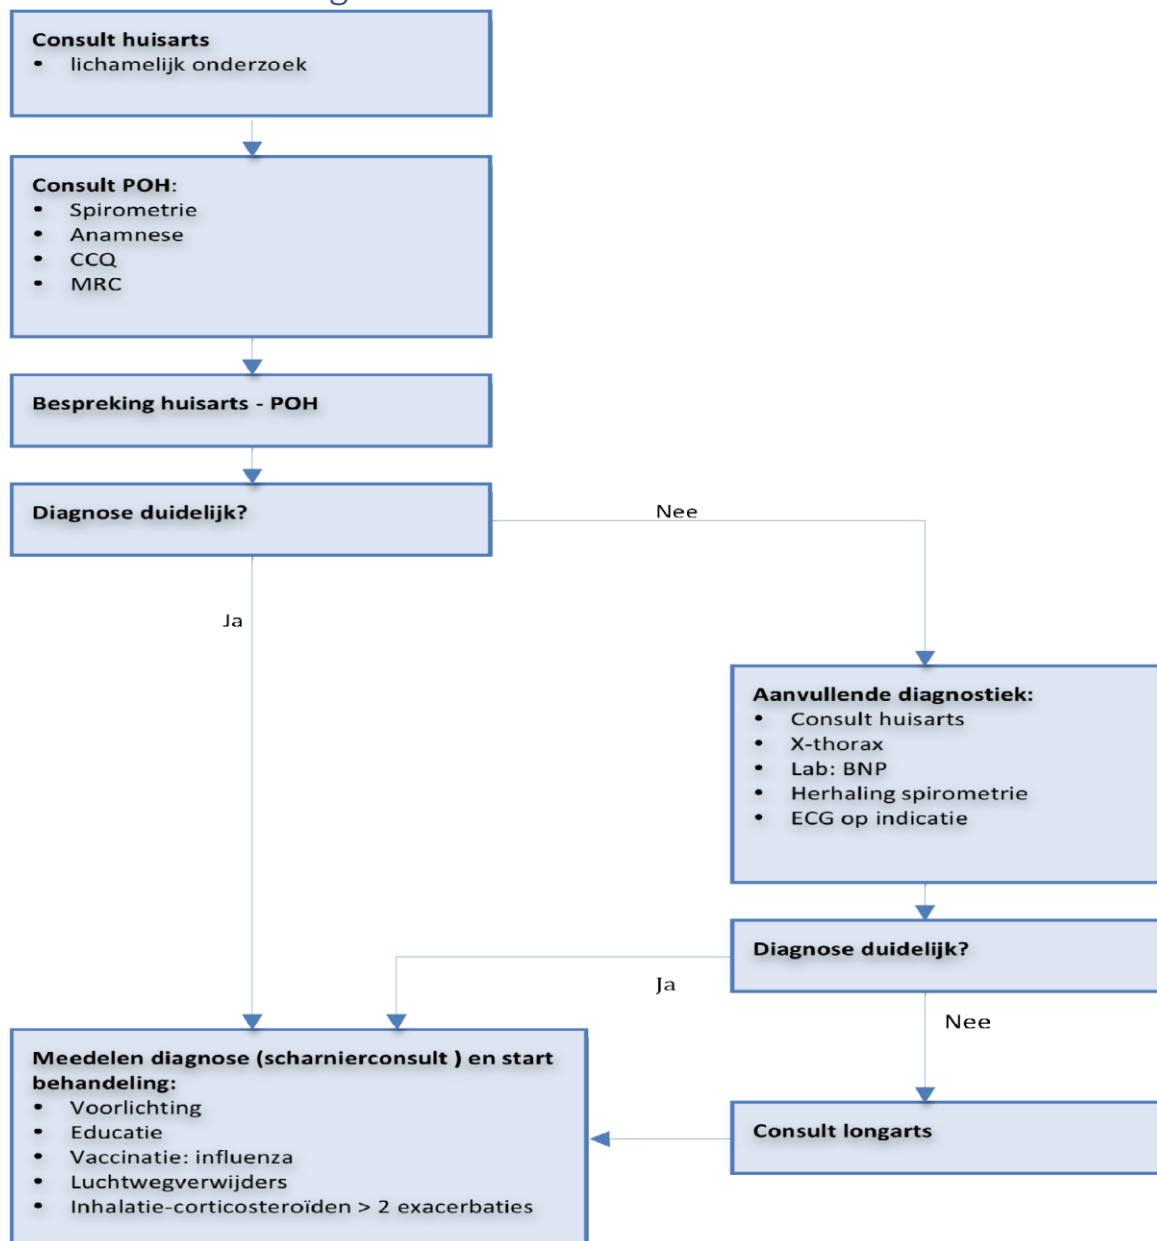 Consult huisarts
• lichamelijk onderzoek
Consult POH:
• Spirometrie
• Anamnese
• CCQ
• MRC
Bespreking huisarts - POH
Diagnose duidelijk?
Nee
Ja
Aanvullende diagnostiek:
• Consult huisarts
• X-thorax
• Lab: BNP
• Herhaling spirometrie
• ECG op indicatie
Diagnose duidelijk?
Ja
Nee
Meedelen diagnose (scharnierconsult ) en start
behandeling:
• Voorlichting
• Educatie
• Vaccinatie: influenza
• Luchtwegverwijders
• Inhalatie-corticosteroïden > 2 exacerbaties
Consult longarts